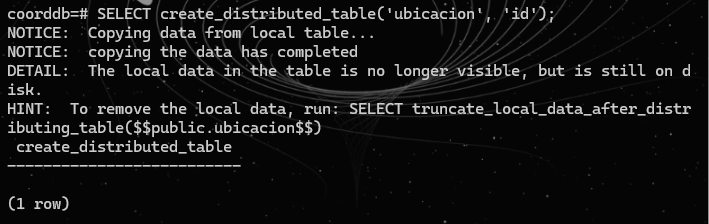 coorddb=# SELECT create_distributed_table('ubicacion', 'id');
NOTICE:  Copying data from local table...
NOTICE:  copying the data has completed
DETAIL:  The local data in the table is no longer visible, but is still on d
isk.
HINT:  To remove the local data, run: SELECT truncate_local_data_after_distr
ibuting_table($$public.ubicacion$$)
 create_distributed_table
--------------------------

(1 row)